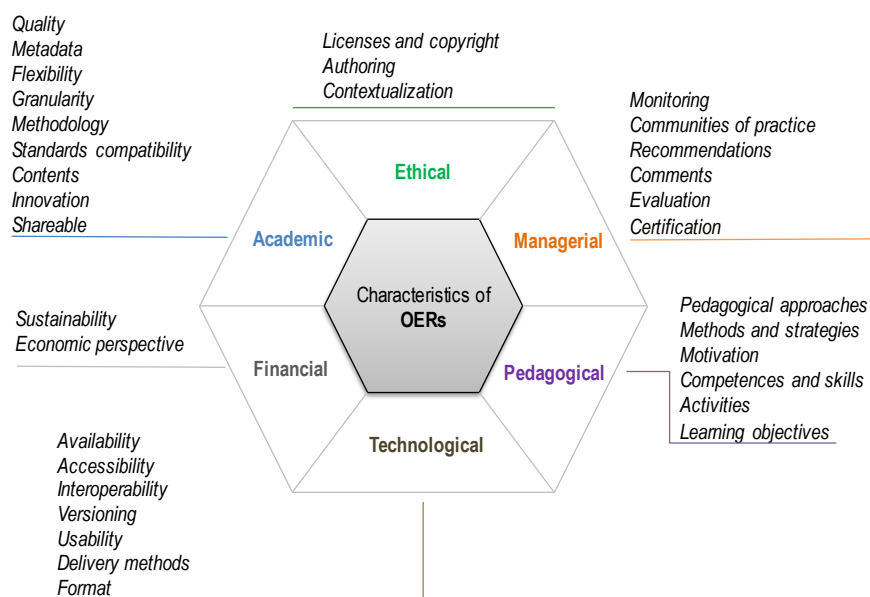 Quality
Metadata
Flexibility
Granularity
Methodology
Standards compatibility
Contents
Innovation
Shareable
Licenses and copyright
Authoring
Contextualization
Monitoring
Communities of practice
Recommendations
Comments
Evaluation
Certification
Ethical
Academic
Managerial
Characteristics of
OERs
Sustainability
Economic perspective
Financial
Pedagogical
Pedagogical approaches
Methods and strategies
Motivation
Competences and skills
Activities
Learning objectives
Technological
Availability
Accessibility
Interoperability
Versioning
Usability
Delivery methods
Format